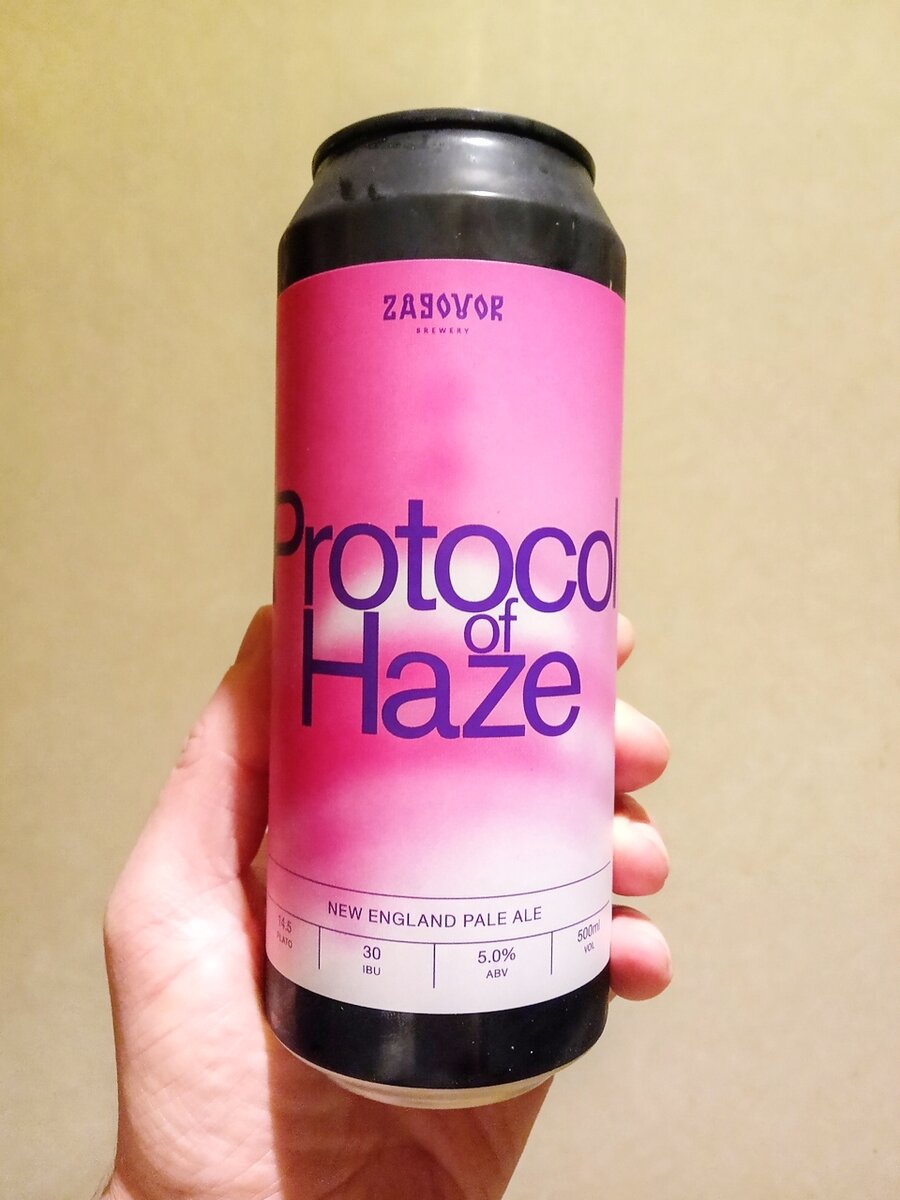 ZAGOVOR
BREWERY
Protocol
of
Haze
NEW ENGLAND PALE ALE
14.5
PLATO
30
IBU
5.0%
ABV
500ml
VOL